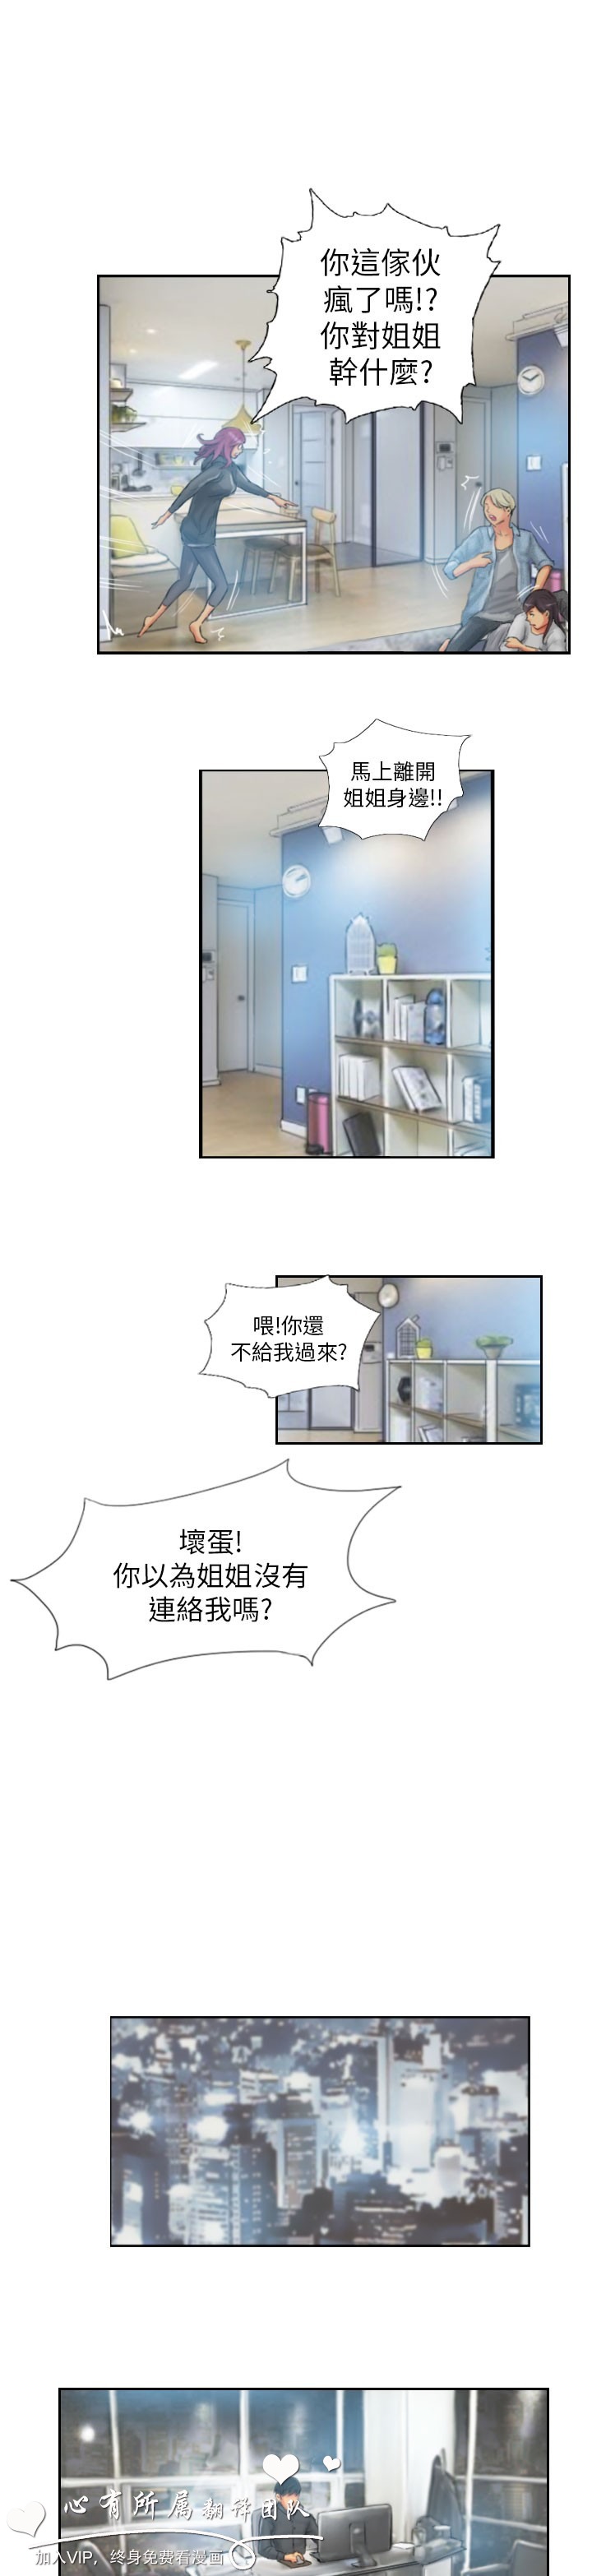 你這傢伙
瘋了嗎!?
你對姐姐
幹什麼?
馬上離開
姐姐身邊!!
喂!你還
不給我過來?
壞蛋!
你以為姐姐沒有
連絡我嗎?
心有所属翻译团队
加入VIP，终身免费看漫画